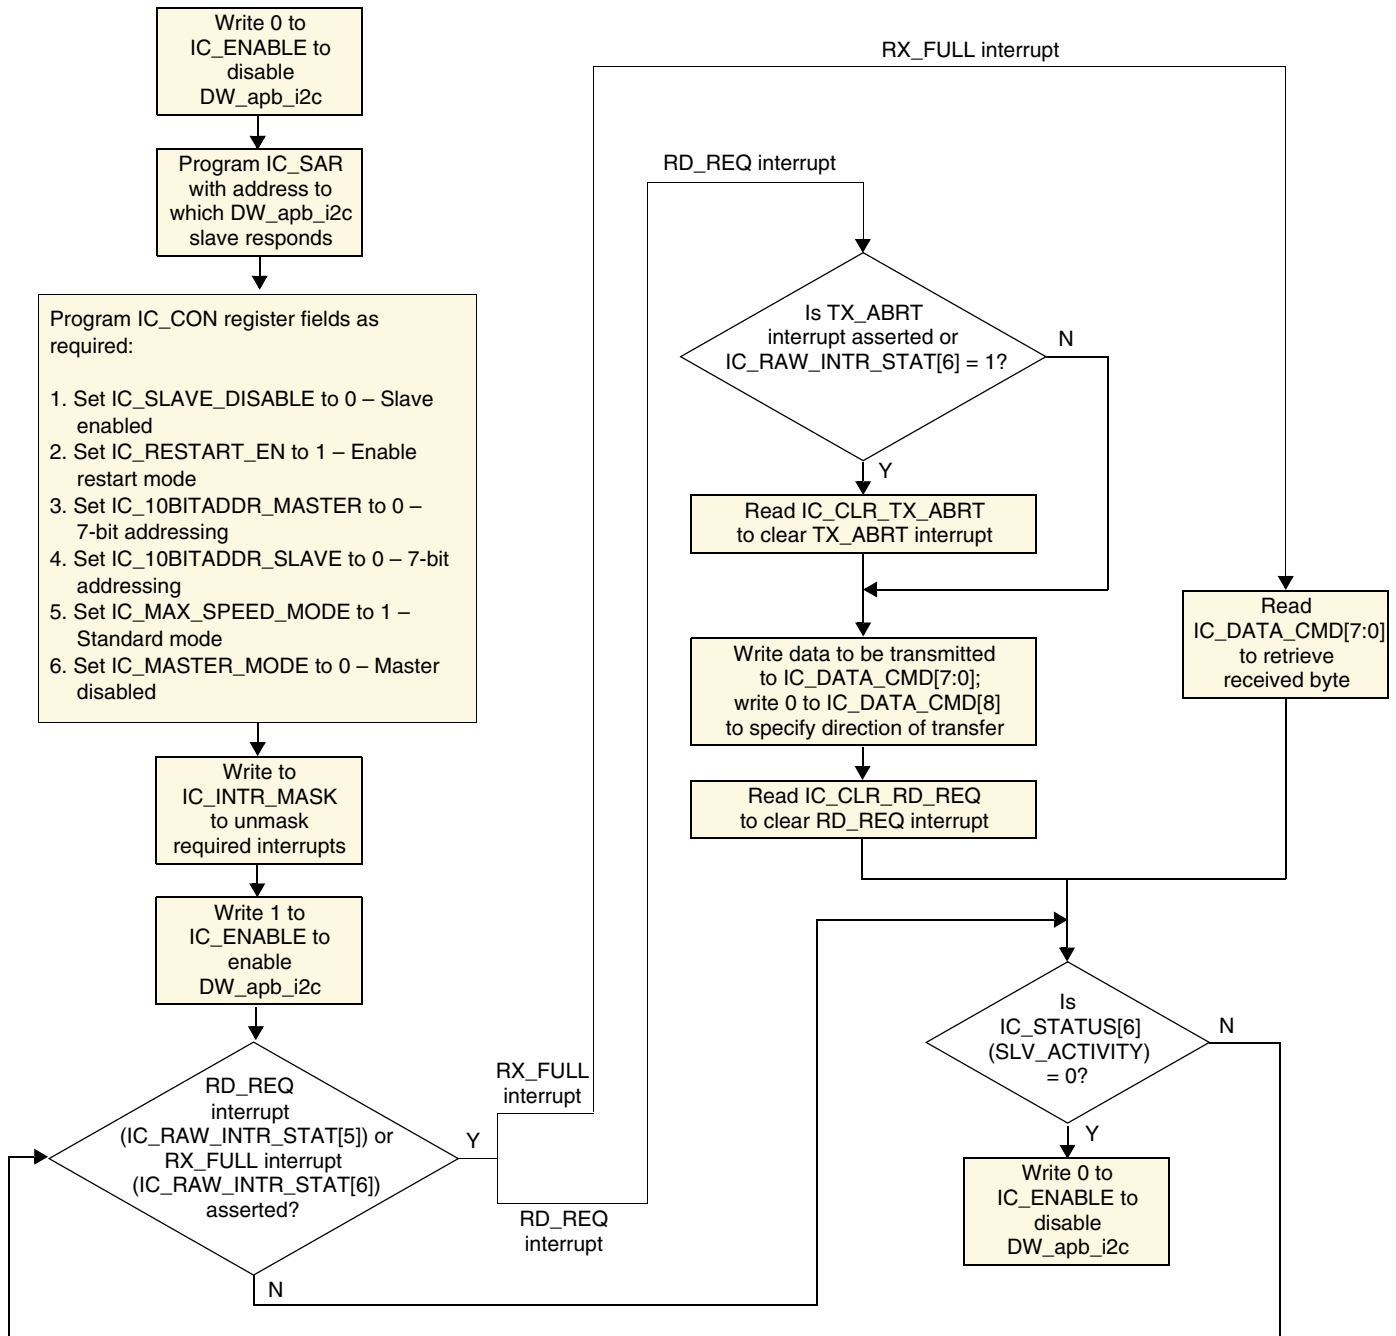 Write 0 to
IC_ENABLE to
disable
DW_apb_i2c
Program IC_SAR
with address to
which DW_apb_i2c
slave responds
Program IC_CON register fields as
required:
1. Set IC_SLAVE_DISABLE to 0 – Slave
enabled
2. Set IC_RESTART_EN to 1 – Enable
restart mode
3. Set IC_10BITADDR_MASTER to 0 –
7-bit addressing
4. Set IC_10BITADDR_SLAVE to 0 – 7-bit
addressing
5. Set IC_MAX_SPEED_MODE to 1 –
Standard mode
6. Set IC_MASTER_MODE to 0 – Master
disabled
Write to
IC_INTR_MASK
to unmask
required interrupts
Write 1 to
IC_ENABLE to
enable
DW_apb_i2c
RD_REQ
interrupt
(IC_RAW_INTR_STAT[5]) or
RX_FULL interrupt
(IC_RAW_INTR_STAT[6])
asserted?
Y
N
RX_FULL
interrupt
RD_REQ
interrupt
RX_FULL interrupt
RD_REQ interrupt
Is TX_ABRT
interrupt asserted or
IC_RAW_INTR_STAT[6] = 1?
N
Y
Read IC_CLR_TX_ABRT
to clear TX_ABRT interrupt
Write data to be transmitted
to IC_DATA_CMD[7:0];
write 0 to IC_DATA_CMD[8]
to specify direction of transfer
Read IC_CLR_RD_REQ
to clear RD_REQ interrupt
Read
IC_DATA_CMD[7:0]
to retrieve
received byte
Is
IC_STATUS[6]
(SLV_ACTIVITY)
= 0?
N
Y
Write 0 to
IC_ENABLE to
disable
DW_apb_i2c